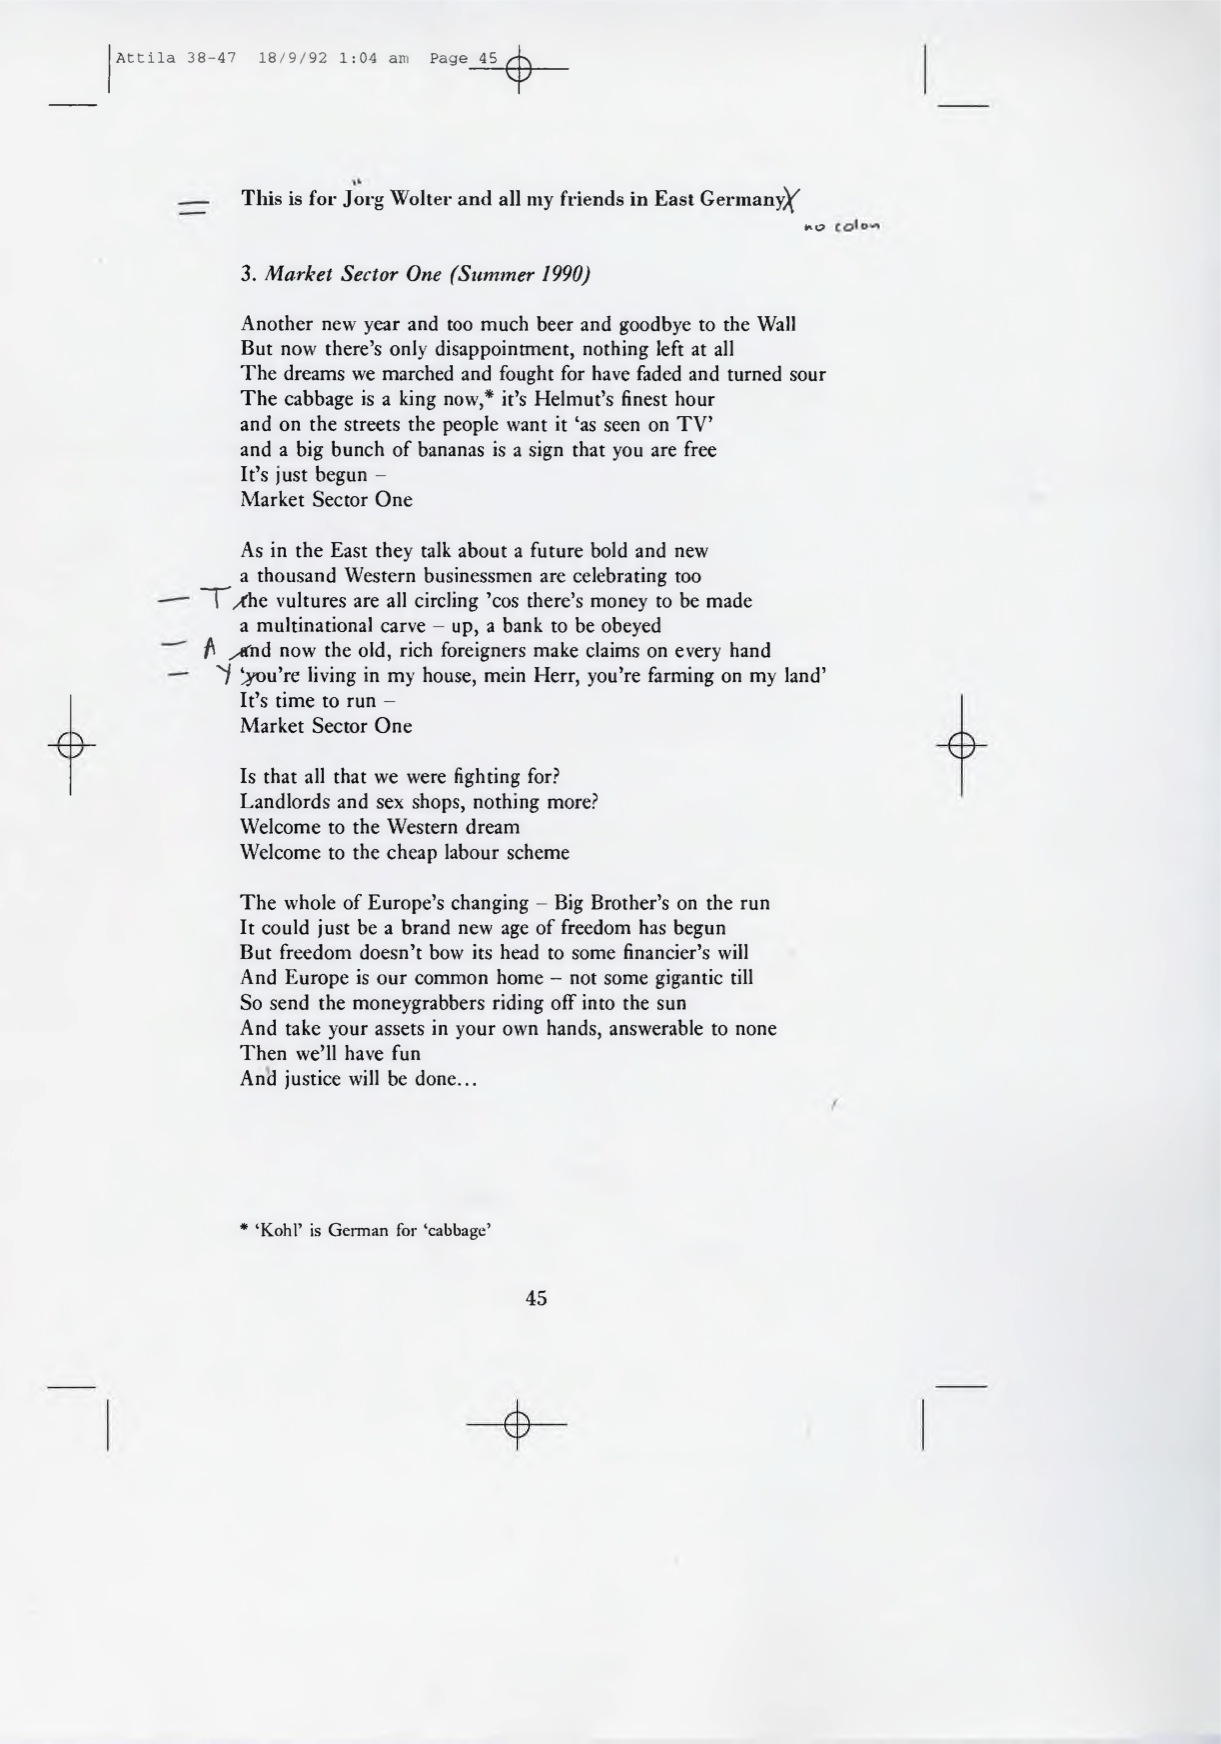 Attila 38-47 18/9/92 1:04 am Page 45
This is for Jörg Wolter and all my friends in East Germany
no colon
3. Market Sector One (Summer 1990)
Another new year and too much beer and goodbye to the Wall
But now there's only disappointment, nothing left at all
The dreams we marched and fought for have faded and turned sour
The cabbage is a king now,* it's Helmut's finest hour
and on the streets the people want it ‘as seen on TV’
and a big bunch of bananas is a sign that you are free
It's just begun –
Market Sector One
As in the East they talk about a future bold and new
a thousand Western businessmen are celebrating too
T the vultures are all circling ’cos there's money to be made
a multinational carve – up, a bank to be obeyed
A and now the old, rich foreigners make claims on every hand
Y ‘you're living in my house, mein Herr, you're farming on my land’
It's time to run –
Market Sector One
Is that all that we were fighting for?
Landlords and sex shops, nothing more?
Welcome to the Western dream
Welcome to the cheap labour scheme
The whole of Europe's changing – Big Brother's on the run
It could just be a brand new age of freedom has begun
But freedom doesn't bow its head to some financier's will
And Europe is our common home – not some gigantic till
So send the moneygrabbers riding off into the sun
And take your assets in your own hands, answerable to none
Then we'll have fun
And justice will be done...
* ‘Kohl’ is German for ‘cabbage’
45